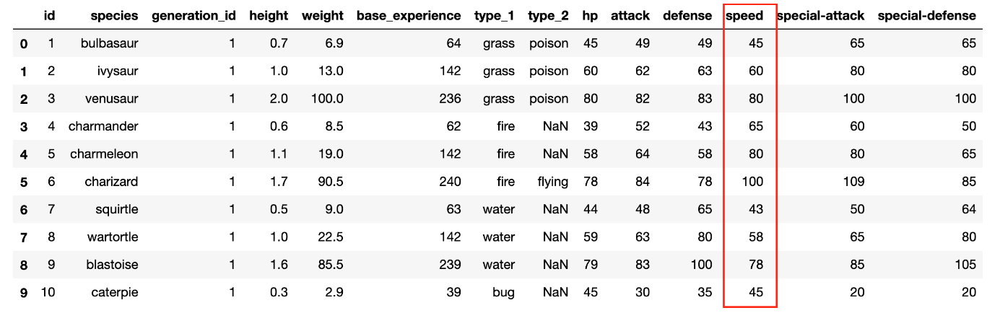 id species generation_id height weight base_experience type_1 type_2 hp attack defense speed special-attack special-defense
0 1 bulbasaur 1 0.7 6.9 64 grass poison 45 49 49 45 65 65
1 2 ivysaur 1 1.0 13.0 142 grass poison 60 62 63 60 80 80
2 3 venusaur 1 2.0 100.0 236 grass poison 80 82 83 80 100 100
3 4 charmander 1 0.6 8.5 62 fire NaN 39 52 43 65 60 50
4 5 charmeleon 1 1.1 19.0 142 fire NaN 58 64 58 80 80 65
5 6 charizard 1 1.7 90.5 240 fire flying 78 84 78 100 109 85
6 7 squirtle 1 0.5 9.0 63 water NaN 44 48 65 43 50 64
7 8 wartortle 1 1.0 22.5 142 water NaN 59 63 80 58 65 80
8 9 blastoise 1 1.6 85.5 239 water NaN 79 83 100 78 85 105
9 10 caterpie 1 0.3 2.9 39 bug NaN 45 30 35 45 20 20